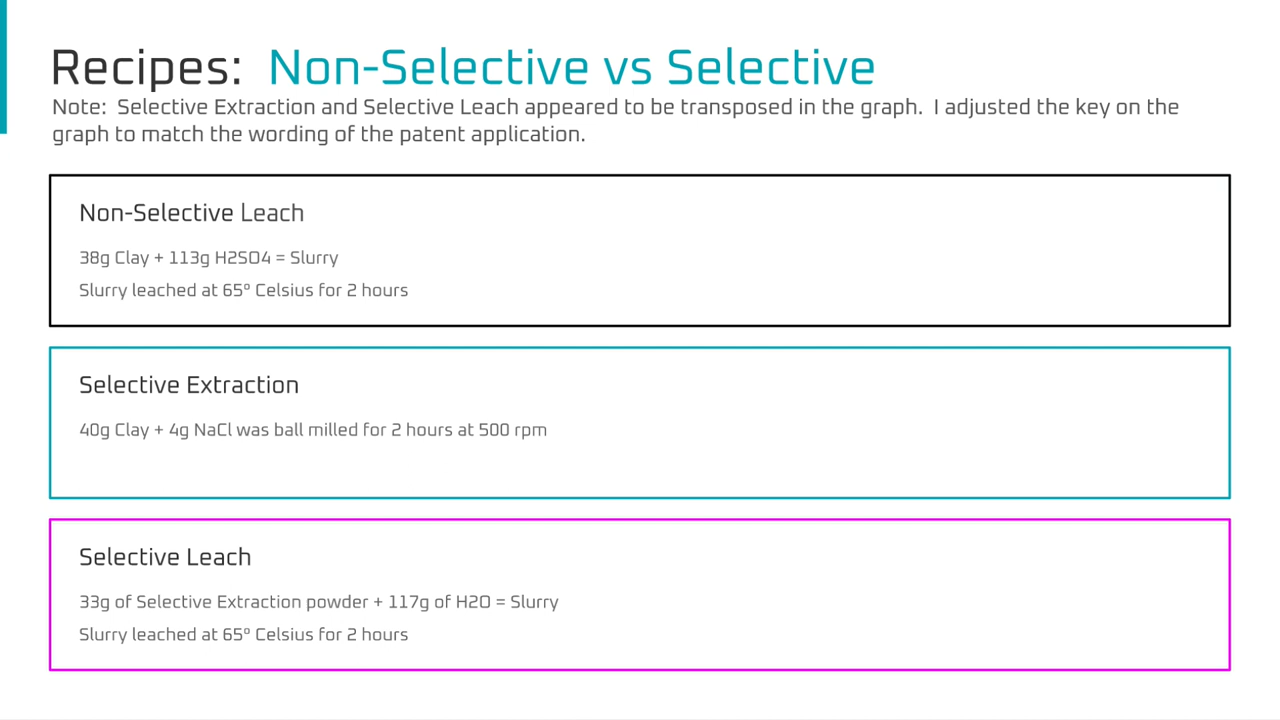 Recipes: Non-Selective vs Selective
Note: Selective Extraction and Selective Leach appeared to be transposed in the graph. I adjusted the key on the
graph to match the wording of the patent application.
Non-Selective Leach
38g Clay + 113g H2SO4 = Slurry
Slurry leached at 65º Celsius for 2 hours
Selective Extraction
40g Clay + 4g NaCl was ball milled for 2 hours at 500 rpm
Selective Leach
33g of Selective Extraction powder + 117g of H2O = Slurry
Slurry leached at 65º Celsius for 2 hours